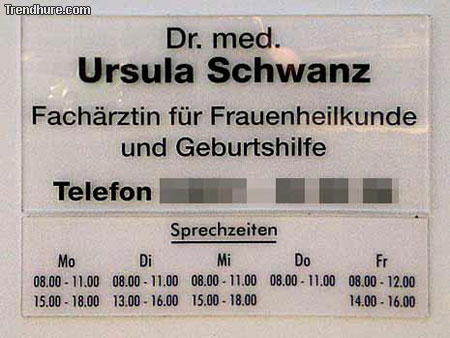 Trendhure.com
Dr. med.
Ursula Schwanz
Fachärztin für Frauenheilkunde
und Geburtshilfe
Telefon
Sprechzeiten
Mo Di Mi Do Fr
08.00 - 11.00 08.00 - 11.00 08.00 - 11.00 08.00 - 11.00 08.00 - 12.00
15.00 - 18.00 13.00 - 16.00 15.00 - 18.00 14.00 - 16.00